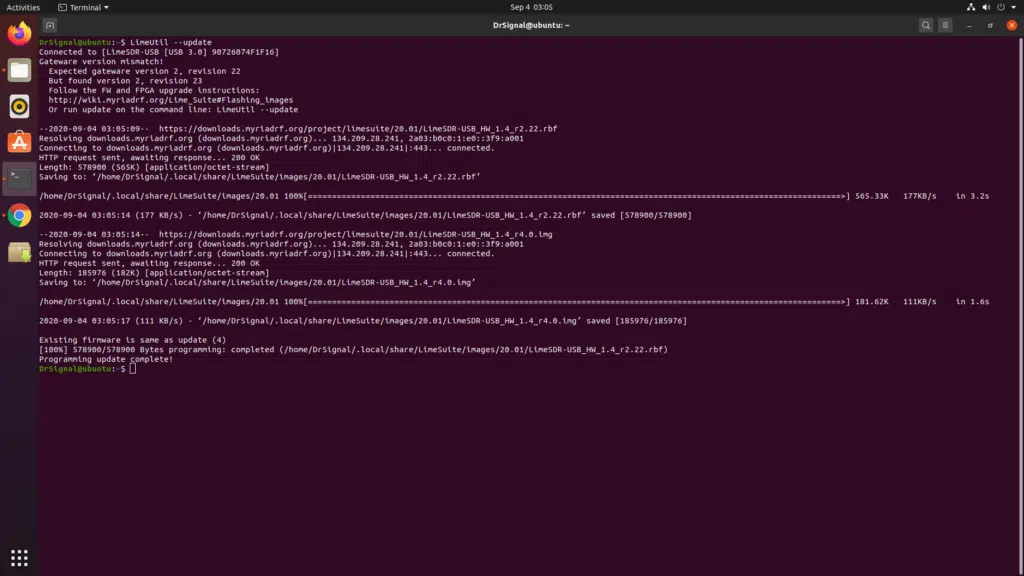 Activities
Terminal
Sep 4 03:05
DrSignal@ubuntu: ~
DrSignal@ubuntu:~$ LimeUtil --update
Connected to [LimeSDR-USB [USB 3.0] 90726074F1F16]
Gateware version mismatch!
Expected gateware version 2, revision 22
But found version 2, revision 23
Follow the FW and FPGA upgrade instructions:
http://wiki.myriadrf.org/Lime_Suite#Flashing_images
Or run update on the command line: LimeUtil --update
--2020-09-04 03:05:09-- https://downloads.myriadrf.org/project/limesuite/20.01/LimeSDR-USB_HW_1.4_r2.22.rbf
Resolving downloads.myriadrf.org (downloads.myriadrf.org)... 134.209.28.241, 2a03:b0c0:1:e0::3f9:a001
Connecting to downloads.myriadrf.org (downloads.myriadrf.org)|134.209.28.241|:443... connected.
HTTP request sent, awaiting response... 200 OK
Length: 578900 (565K) [application/octet-stream]
Saving to: ‘/home/DrSignal/.local/share/LimeSuite/images/20.01/LimeSDR-USB_HW_1.4_r2.22.rbf’
/home/DrSignal/.local/share/LimeSuite/images/20.01 100%[=====================================================>] 565.33K 177KB/s in 3.2s
2020-09-04 03:05:14 (177 KB/s) - ‘/home/DrSignal/.local/share/LimeSuite/images/20.01/LimeSDR-USB_HW_1.4_r2.22.rbf’ saved [578900/578900]
--2020-09-04 03:05:14-- https://downloads.myriadrf.org/project/limesuite/20.01/LimeSDR-USB_HW_1.4_r4.0.img
Resolving downloads.myriadrf.org (downloads.myriadrf.org)... 134.209.28.241, 2a03:b0c0:1:e0::3f9:a001
Connecting to downloads.myriadrf.org (downloads.myriadrf.org)|134.209.28.241|:443... connected.
HTTP request sent, awaiting response... 200 OK
Length: 185976 (182K) [application/octet-stream]
Saving to: ‘/home/DrSignal/.local/share/LimeSuite/images/20.01/LimeSDR-USB_HW_1.4_r4.0.img’
/home/DrSignal/.local/share/LimeSuite/images/20.01 100%[=====================================================>] 181.62K 111KB/s in 1.6s
2020-09-04 03:05:17 (111 KB/s) - ‘/home/DrSignal/.local/share/LimeSuite/images/20.01/LimeSDR-USB_HW_1.4_r4.0.img’ saved [185976/185976]
Existing firmware is same as update (4)
[100%] 578900/578900 Bytes programming: completed (/home/DrSignal/.local/share/LimeSuite/images/20.01/LimeSDR-USB_HW_1.4_r2.22.rbf)
Programming update complete!
DrSignal@ubuntu:~$